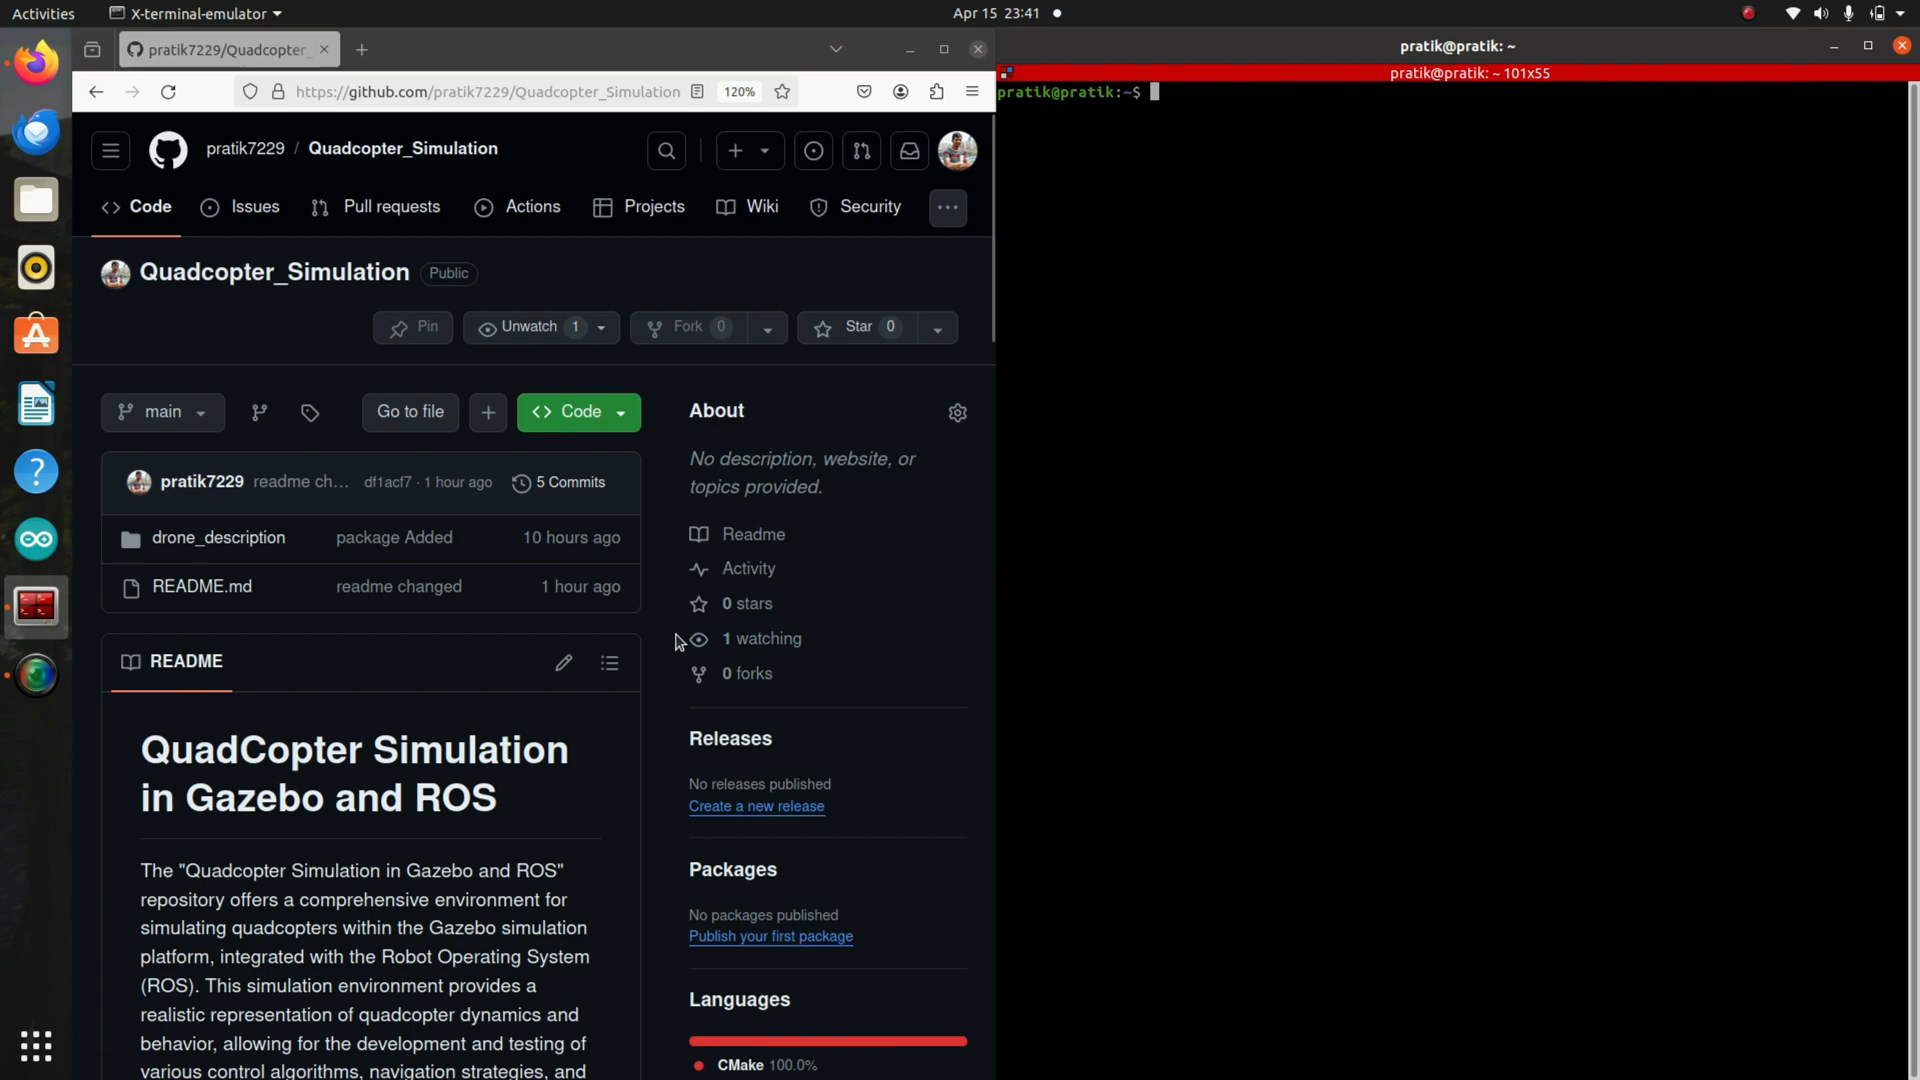 Activities
X-terminal-emulator
Apr 15 23:41
pratik7229/Quadcopter_
https://github.com/pratik7229/Quadcopter_Simulation
120%
pratik7229 / Quadcopter_Simulation
Code
Issues
Pull requests
Actions
Projects
Wiki
Security
Quadcopter_Simulation
Public
Pin
Unwatch 1
Fork 0
Star 0
main
Go to file
Code
pratik7229 readme ch... df1acf7 · 1 hour ago 5 Commits
drone_description package Added 10 hours ago
README.md readme changed 1 hour ago
README
QuadCopter Simulation
in Gazebo and ROS
The "Quadcopter Simulation in Gazebo and ROS"
repository offers a comprehensive environment for
simulating quadcopters within the Gazebo simulation
platform, integrated with the Robot Operating System
(ROS). This simulation environment provides a
realistic representation of quadcopter dynamics and
behavior, allowing for the development and testing of
various control algorithms, navigation strategies, and
About
No description, website, or
topics provided.
Readme
Activity
0 stars
1 watching
0 forks
Releases
No releases published
Create a new release
Packages
No packages published
Publish your first package
Languages
CMake 100.0%
pratik@pratik: ~
pratik@pratik: ~ 101x55
pratik@pratik:~$